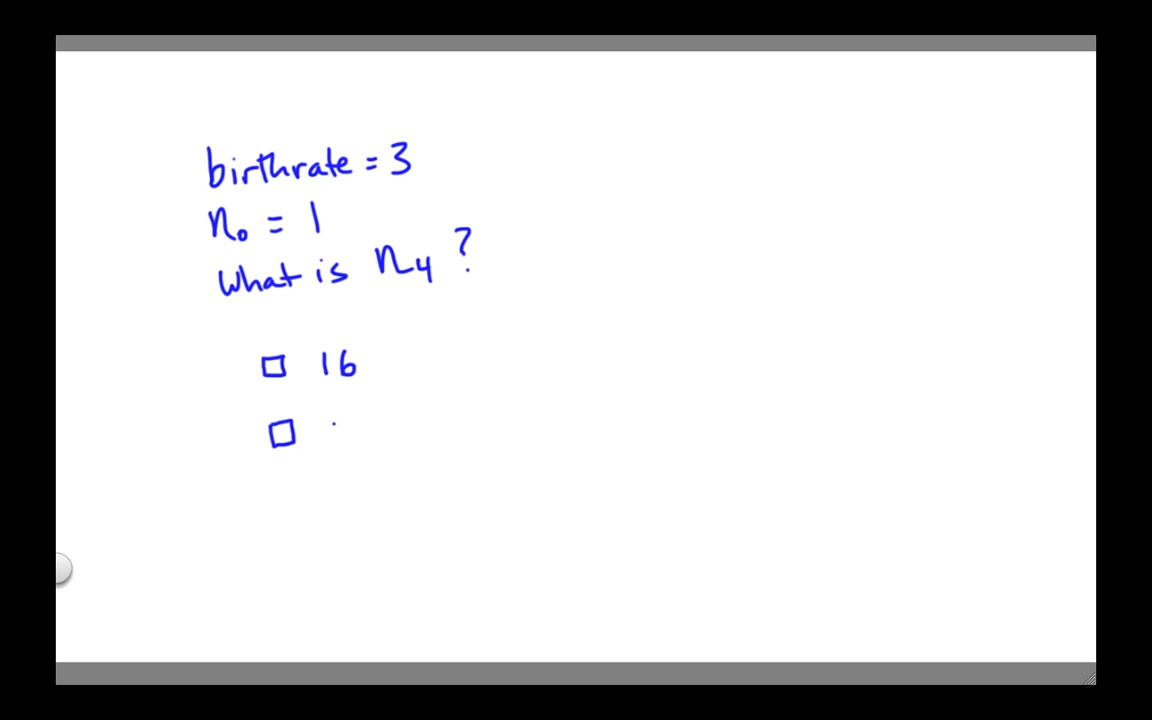 birthrate = 3
n₀ = 1
What is n₄ ?
16